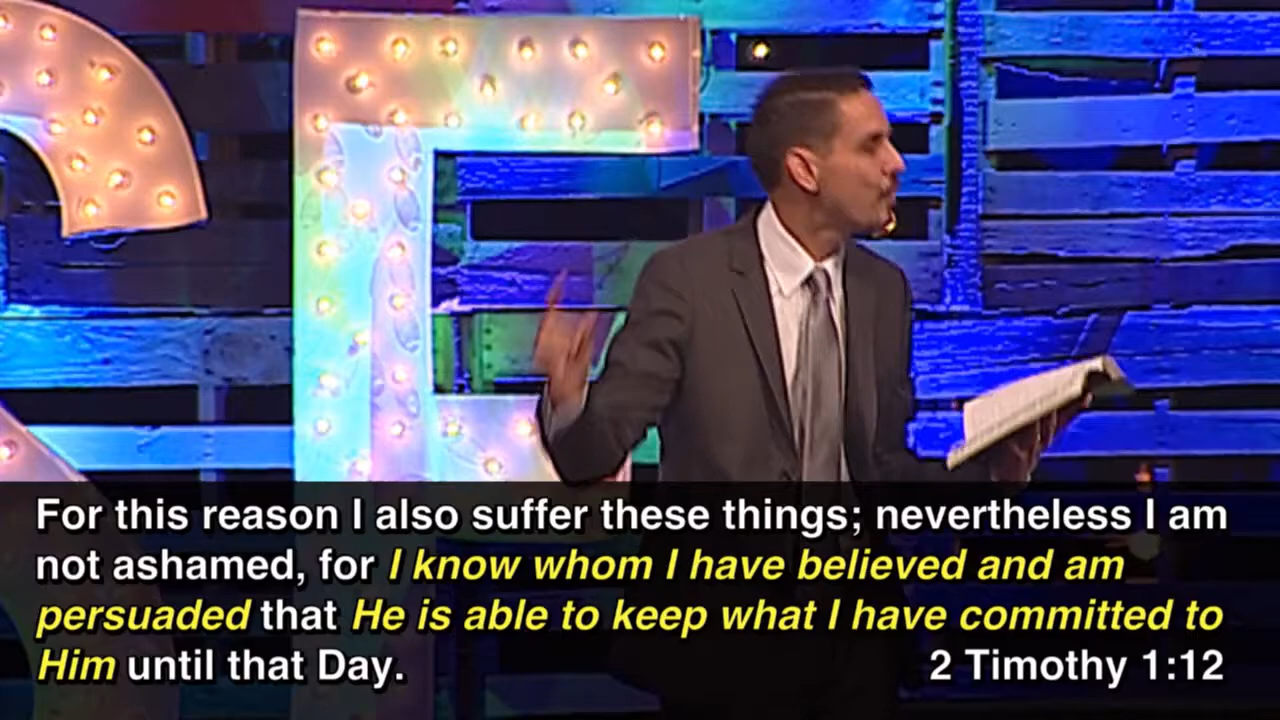 For this reason I also suffer these things; nevertheless I am
not ashamed, for I know whom I have believed and am
persuaded that He is able to keep what I have committed to
Him until that Day. 2 Timothy 1:12